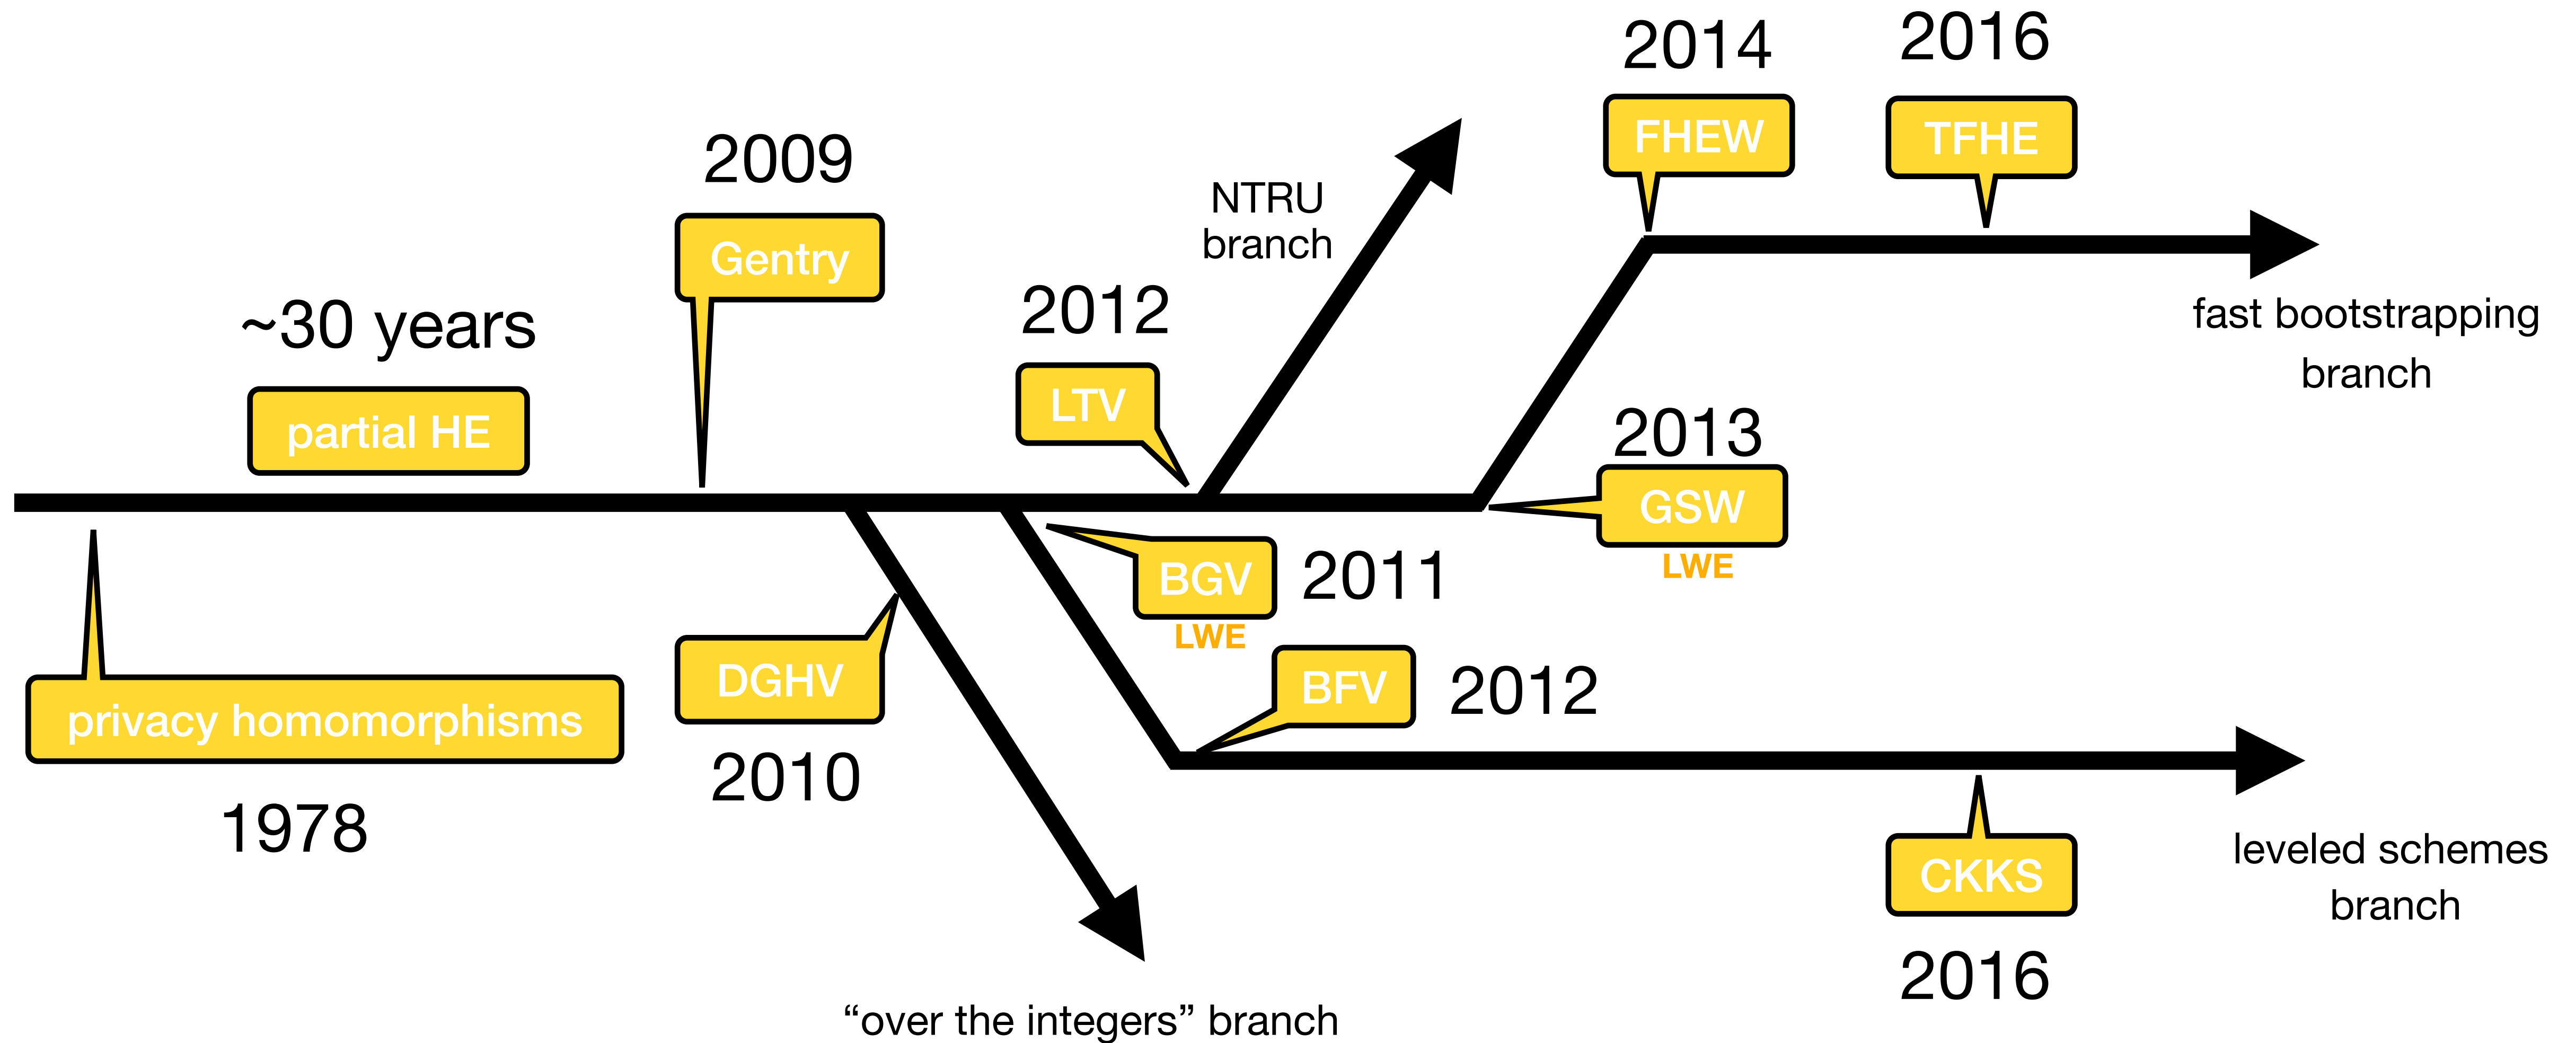 2014
2016
FHEW
TFHE
2009
Gentry
NTRU
branch
~30 years
partial HE
2012
LTV
fast bootstrapping
branch
2013
GSW
LWE
BGV
2011
LWE
privacy homomorphisms
1978
DGHV
2010
BFV
2012
leveled schemes
branch
CKKS
2016
“over the integers” branch